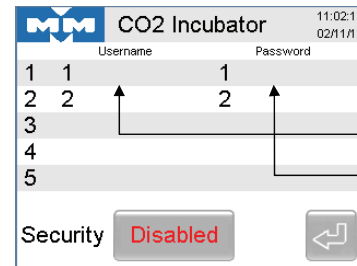 MM CO2 Incubator 11:02:1
02/11/1
Username Password
1 1 1
2 2 2
3
4
5
Security Disabled